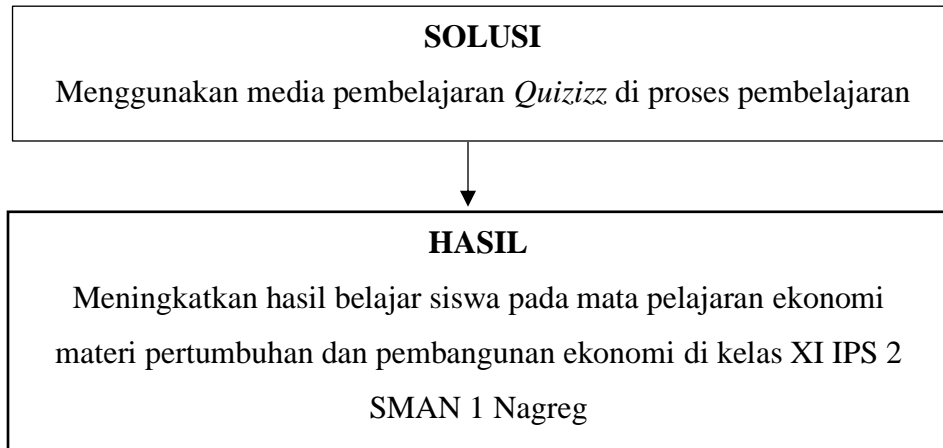 SOLUSI
Menggunakan media pembelajaran Quizizz di proses pembelajaran
HASIL
Meningkatkan hasil belajar siswa pada mata pelajaran ekonomi
materi pertumbuhan dan pembangunan ekonomi di kelas XI IPS 2
SMAN 1 Nagreg